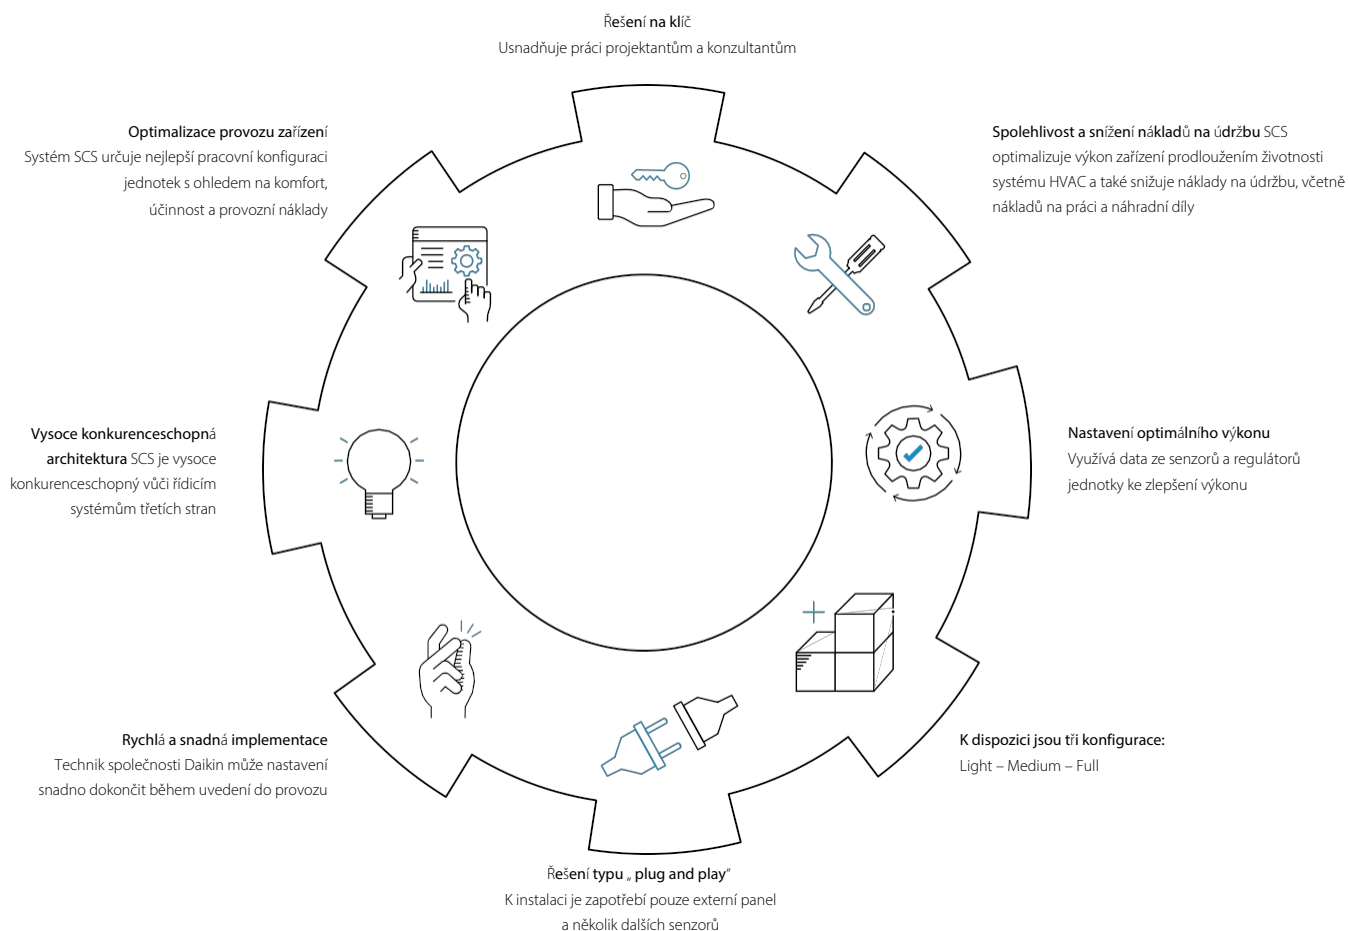 Řešení na klíč
Usnadňuje práci projektantům a konzultantům
Optimalizace provozu zařízení
Systém SCS určuje nejlepší pracovní konfiguraci
jednotek s ohledem na komfort,
účinnost a provozní náklady
Spolehlivost a snížení nákladů na údržbu SCS
optimalizuje výkon zařízení prodloužením životnosti
systému HVAC a také snižuje náklady na údržbu, včetně
nákladů na práci a náhradní díly
Vysoce konkurenceschopná
architektura SCS je vysoce
konkurenceschopný vůči řídicím
systémům třetích stran
Nastavení optimálního výkonu
Využívá data ze senzorů a regulátorů
jednotky ke zlepšení výkonu
Rychlá a snadná implementace
Technik společnosti Daikin může nastavení
snadno dokončit během uvedení do provozu
K dispozici jsou tři konfigurace:
Light – Medium – Full
Řešení typu „ plug and play“
K instalaci je zapotřebí pouze externí panel
a několik dalších senzorů